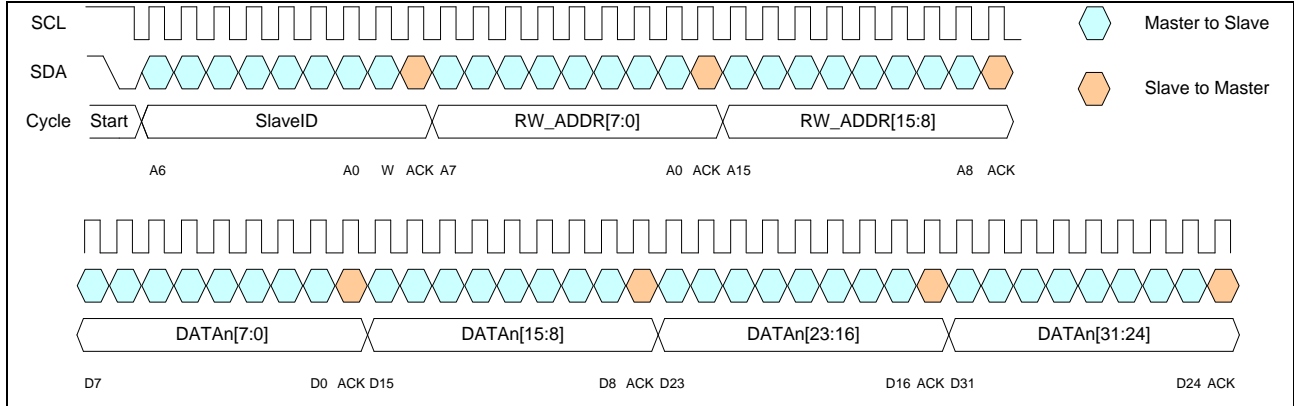 SCL
Master to Slave
SDA
Slave to Master
Cycle Start SlaveID RW_ADDR[7:0] RW_ADDR[15:8]
A6 A0 W ACK A7 A0 ACK A15 A8 ACK
DATAn[7:0] DATAn[15:8] DATAn[23:16] DATAn[31:24]
D7 D0 ACK D15 D8 ACK D23 D16 ACK D31 D24 ACK